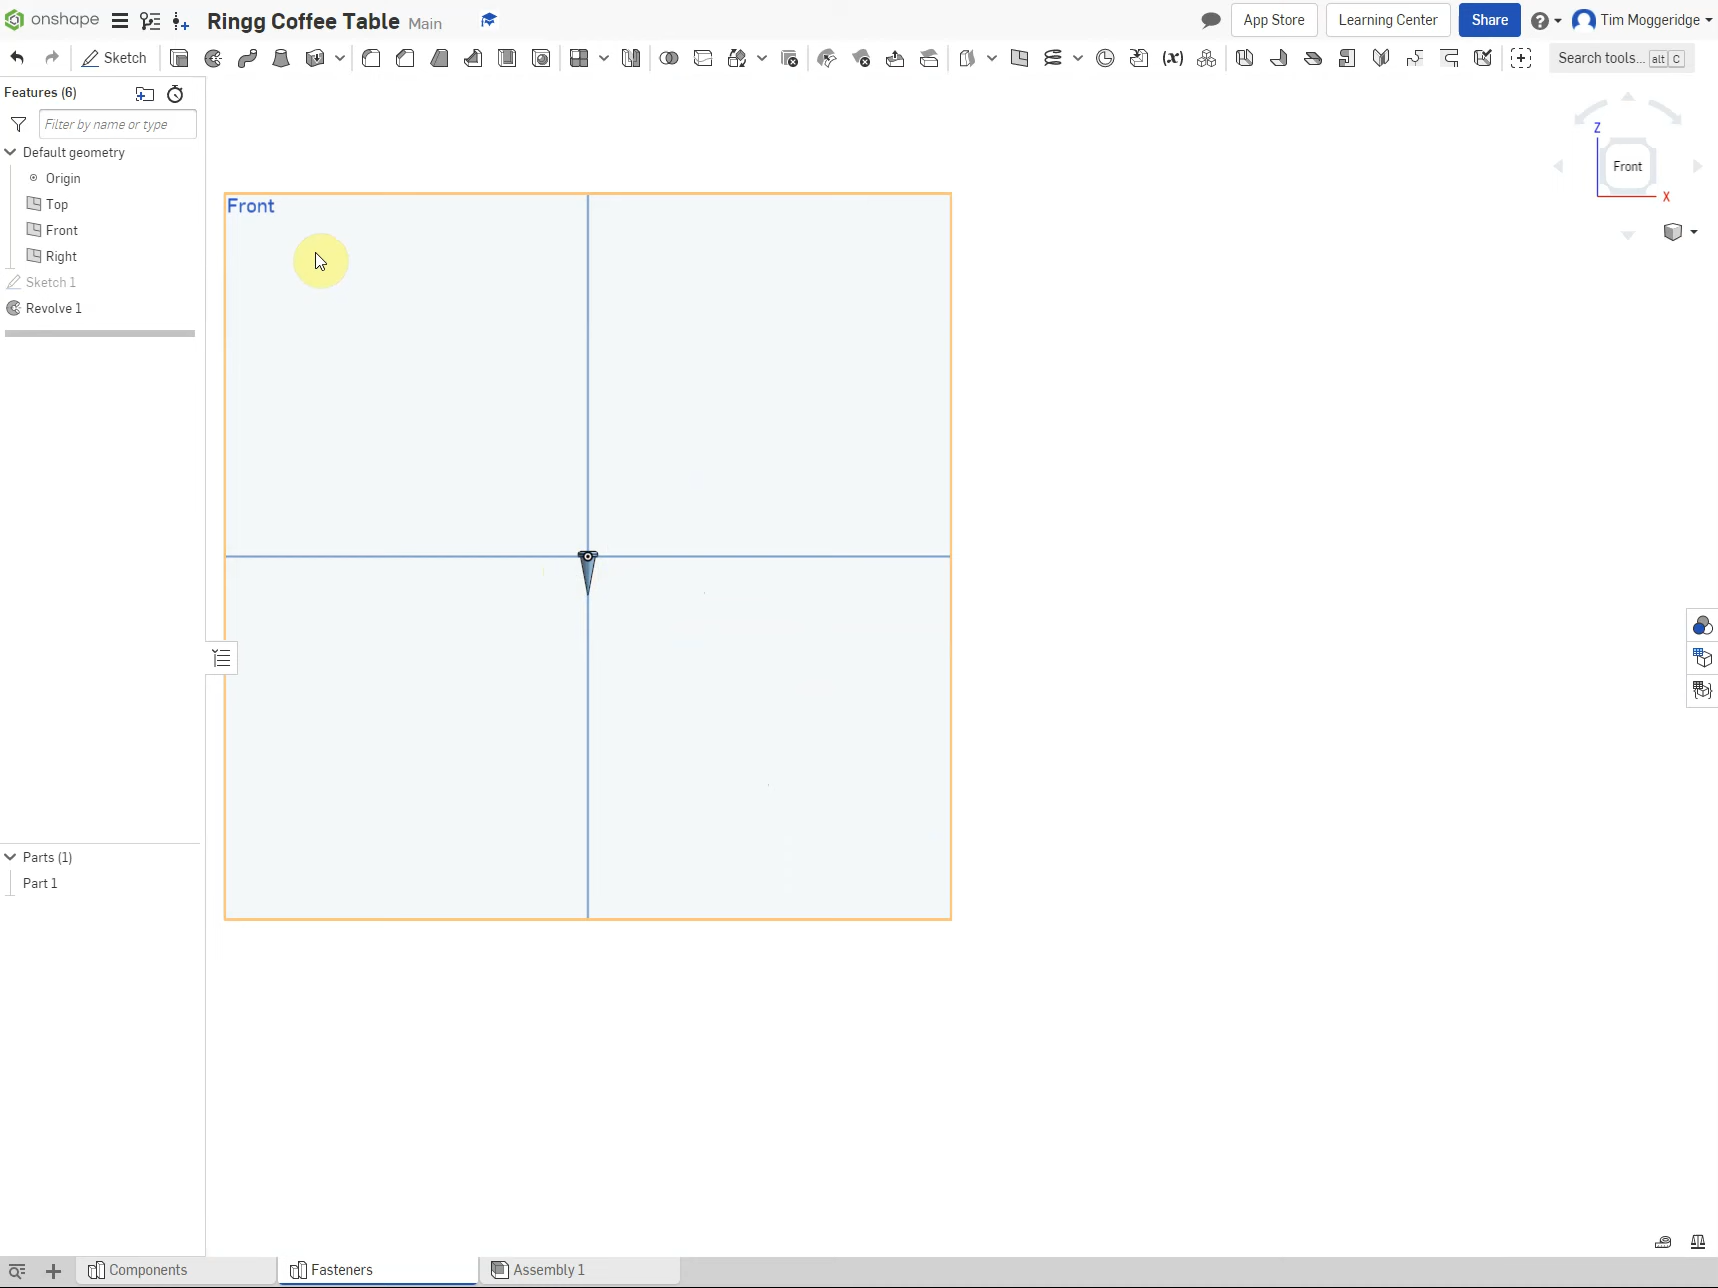 onshape
Ringg Coffee Table Main
App Store
Learning Center
Share
Tim Moggeridge
Sketch
Search tools... alt C
Features (6)
Filter by name or type
Default geometry
Origin
Top
Front
Right
Sketch 1
Revolve 1
Front
Z
Front
X
Parts (1)
Part 1
Components
Fasteners
Assembly 1